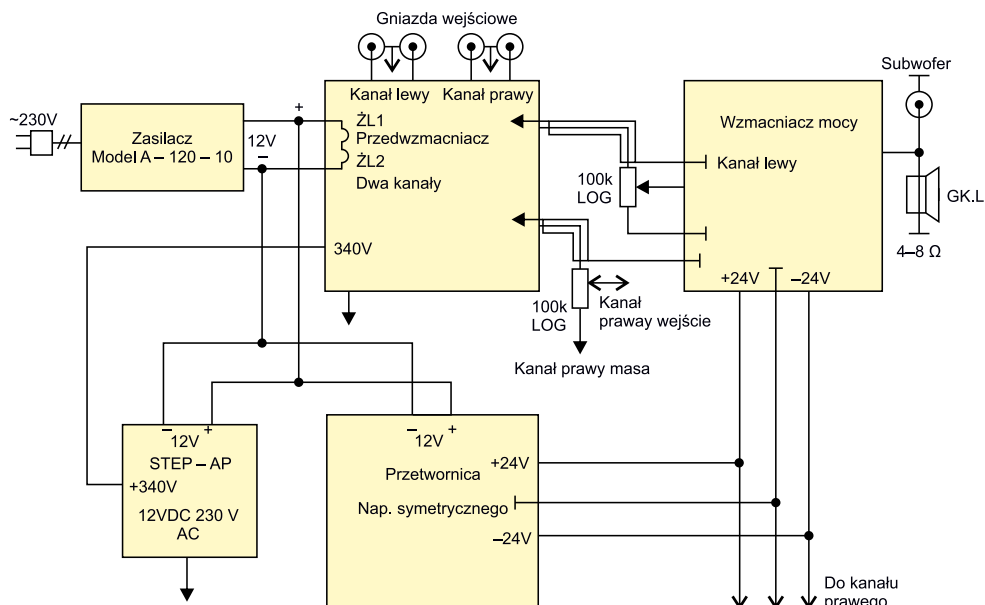 Gniazda wejściowe
Kanał lewy
Kanał prawy
~230V
Zasilacz
Model A – 120 – 10
+
12V
–
ŻL1
Przedwzmacniacz
ŻL2
Dwa kanały
340V
100k
LOG
100k
LOG
Kanał
praway wejście
Kanał prawy masa
Wzmacniacz mocy
Kanał lewy
+24V
–24V
Subwofer
GK.L
4–8 Ω
– +
12V
STEP – AP
+340V
12VDC 230 V
AC
– 12V +
Przetwornica
+24V
Nap. symetrycznego
–24V
Do kanału
prawego